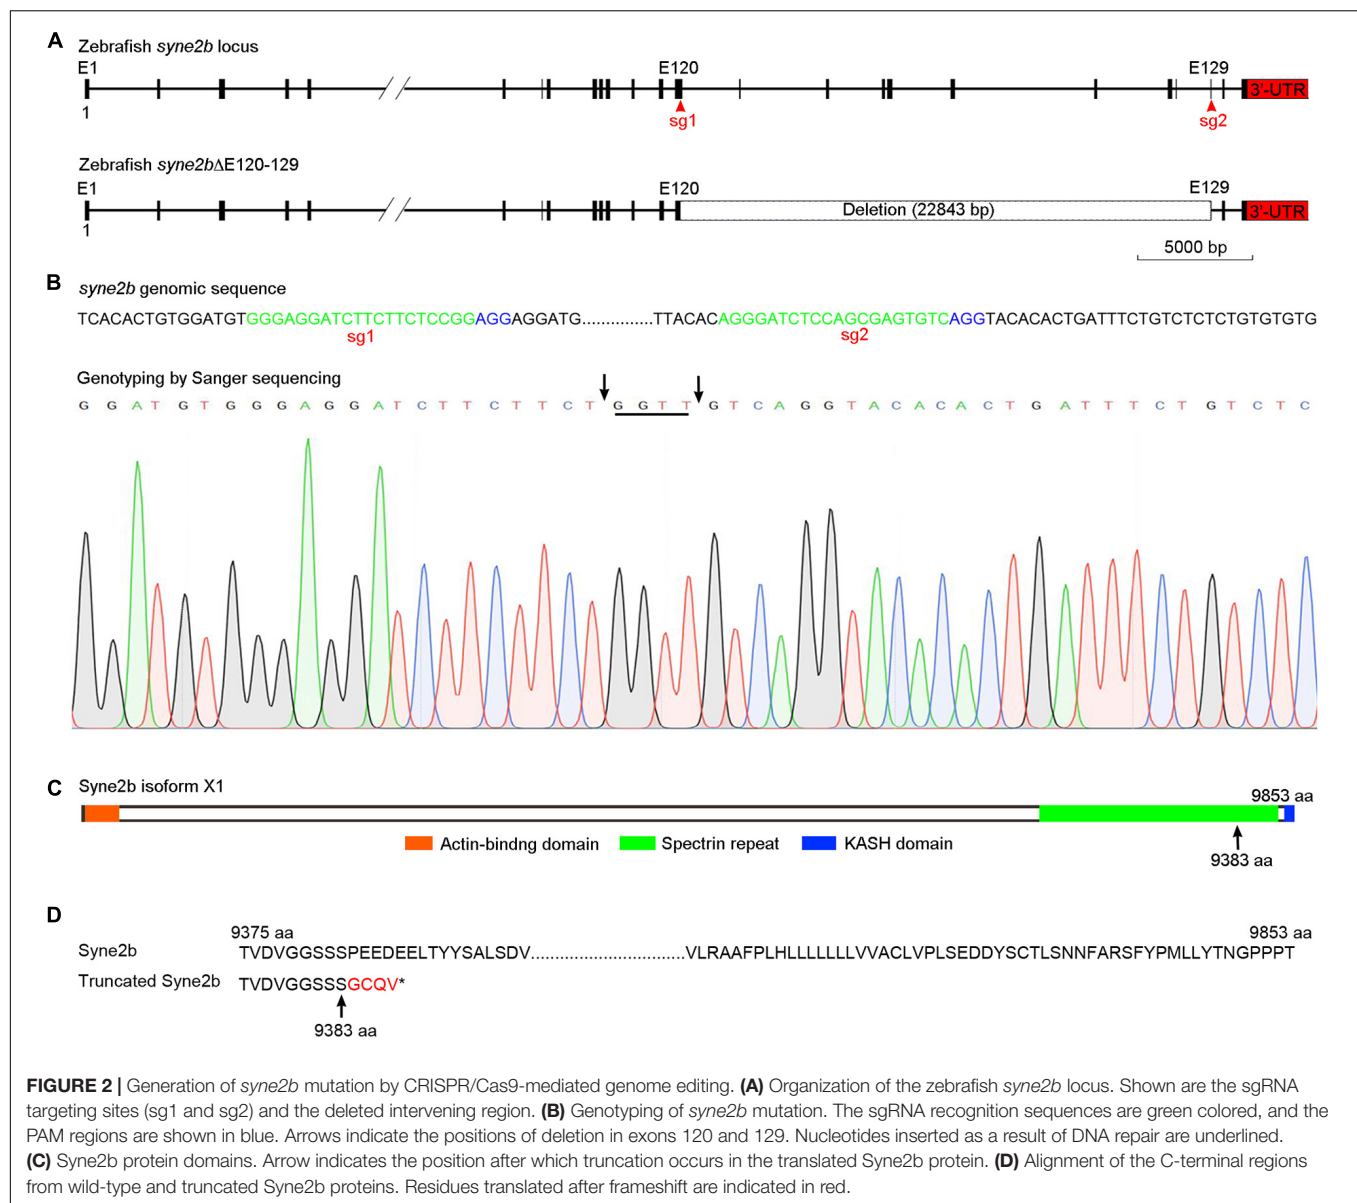 A
Zebrafish syne2b locus
E1 E120 E129
3'-UTR
1 sg1 sg2
Zebrafish syne2bΔE120-129
E1 E120 E129
Deletion (22843 bp) 3'-UTR
1
5000 bp
B
syne2b genomic sequence
TCACACTGTGGATGTGGGAGGATCTTCTTCTCCGGAGGAGGATG..............TTACACAGGGATCTCCAGCGAGTGTCAGGTACACACTGATTTCTGTCTCTCTGTGTGTG
sg1 sg2
Genotyping by Sanger sequencing
G G A T G T G G G A G G A T C T T C T T C T G G T T G T C A G G T A C A C A C T G A T T T C T G T C T C
C
Syne2b isoform X1
9853 aa
Actin-bindng domain Spectrin repeat KASH domain
9383 aa
D
9375 aa 9853 aa
Syne2b TVDVGGSSSPEEDEELTYYSALSDV.............................VLRAAFPLHLLLLLLLVVACLVPLSEDDYSCTLSNNFARSFYPMLLYTNGPPPT
Truncated Syne2b TVDVGGSSSGCQV*
9383 aa
FIGURE 2 | Generation of syne2b mutation by CRISPR/Cas9-mediated genome editing. (A) Organization of the zebrafish syne2b locus. Shown are the sgRNA
targeting sites (sg1 and sg2) and the deleted intervening region. (B) Genotyping of syne2b mutation. The sgRNA recognition sequences are green colored, and the
PAM regions are shown in blue. Arrows indicate the positions of deletion in exons 120 and 129. Nucleotides inserted as a result of DNA repair are underlined.
(C) Syne2b protein domains. Arrow indicates the position after which truncation occurs in the translated Syne2b protein. (D) Alignment of the C-terminal regions
from wild-type and truncated Syne2b proteins. Residues translated after frameshift are indicated in red.